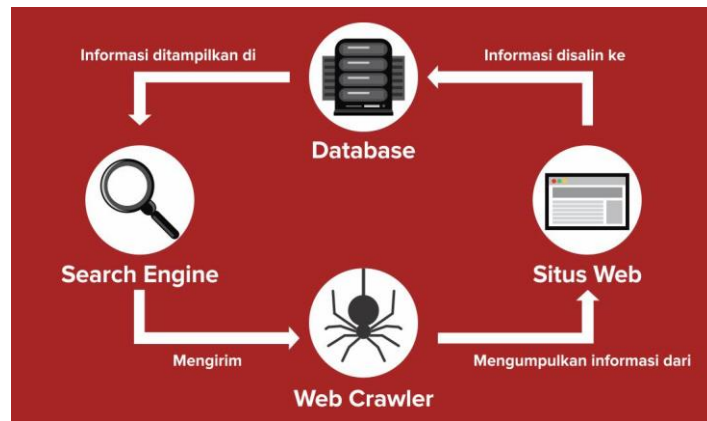 Informasi ditampilkan di
Informasi disalin ke
Database
Search Engine
Situs Web
Mengirim
Mengumpulkan informasi dari
Web Crawler